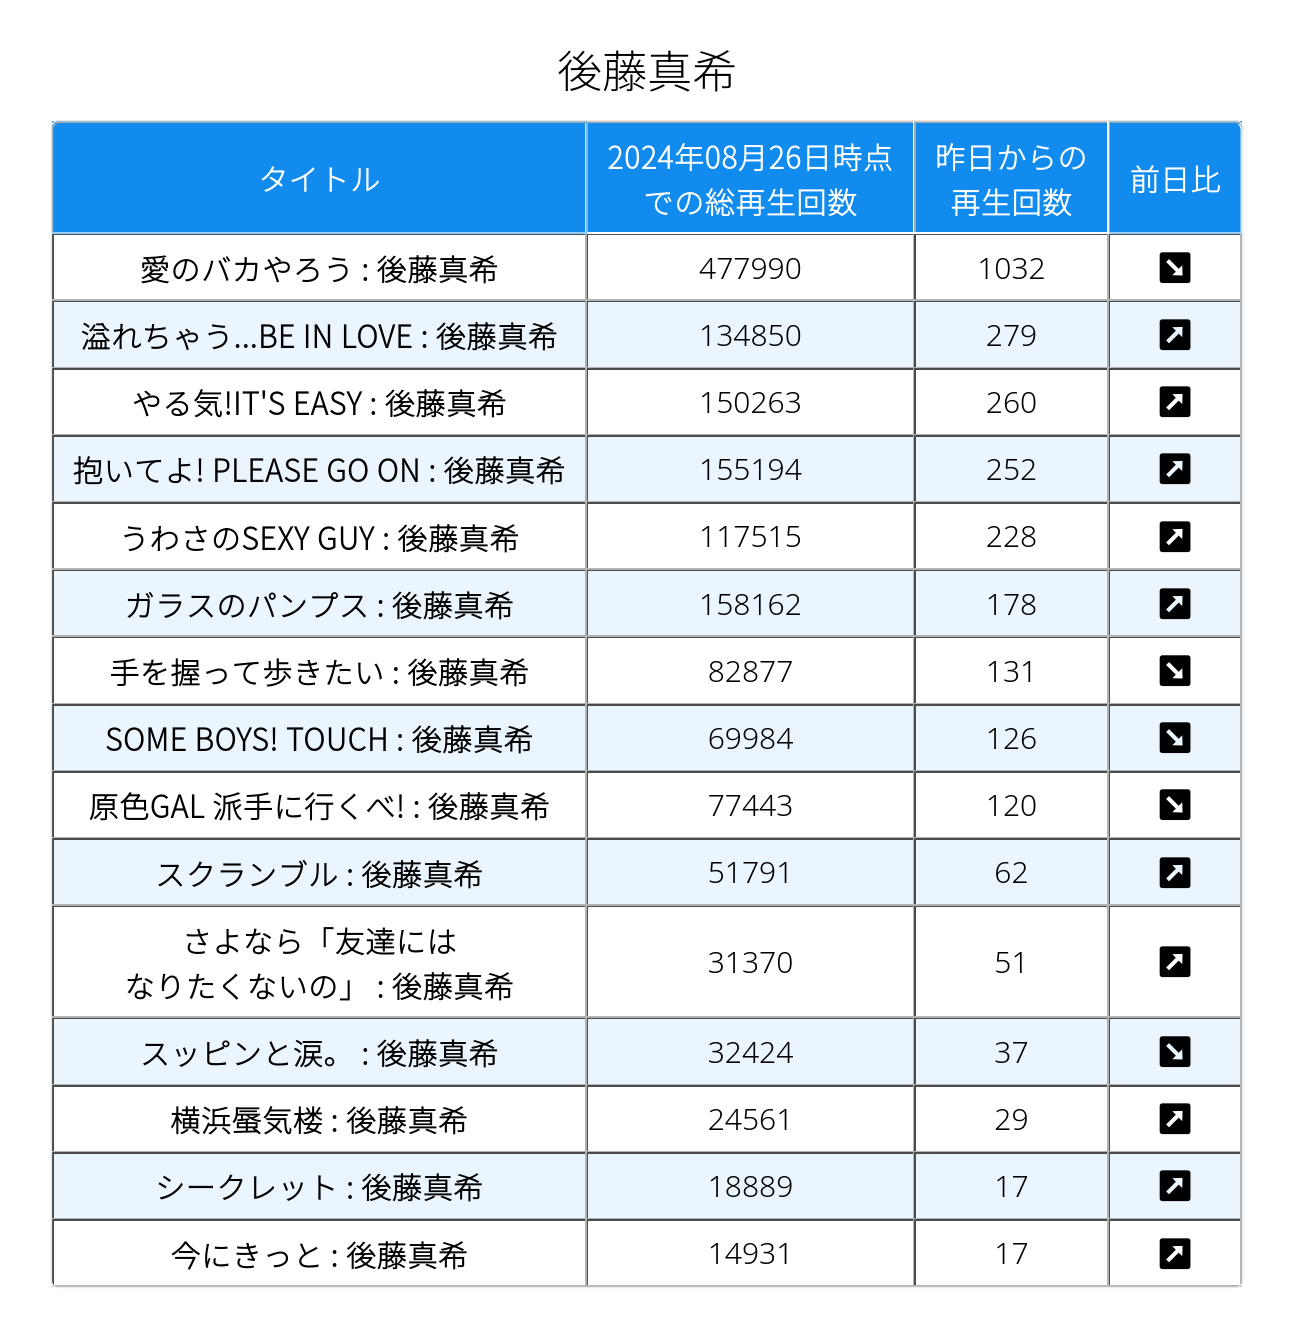 後藤真希
タイトル 2024年08月26日時点での総再生回数 昨日からの再生回数 前日比
愛のバカやろう : 後藤真希 477990 1032 ↘
溢れちゃう...BE IN LOVE : 後藤真希 134850 279 ↗
やる気!IT'S EASY : 後藤真希 150263 260 ↗
抱いてよ! PLEASE GO ON : 後藤真希 155194 252 ↗
うわさのSEXY GUY : 後藤真希 117515 228 ↗
ガラスのパンプス : 後藤真希 158162 178 ↗
手を握って歩きたい : 後藤真希 82877 131 ↘
SOME BOYS! TOUCH : 後藤真希 69984 126 ↘
原色GAL 派手に行くべ! : 後藤真希 77443 120 ↘
スクランブル : 後藤真希 51791 62 ↗
さよなら「友達には
なりたくないの」 : 後藤真希 31370 51 ↗
スッピンと涙。 : 後藤真希 32424 37 ↘
横浜蜃気楼 : 後藤真希 24561 29 ↗
シークレット : 後藤真希 18889 17 ↗
今にきっと : 後藤真希 14931 17 ↗